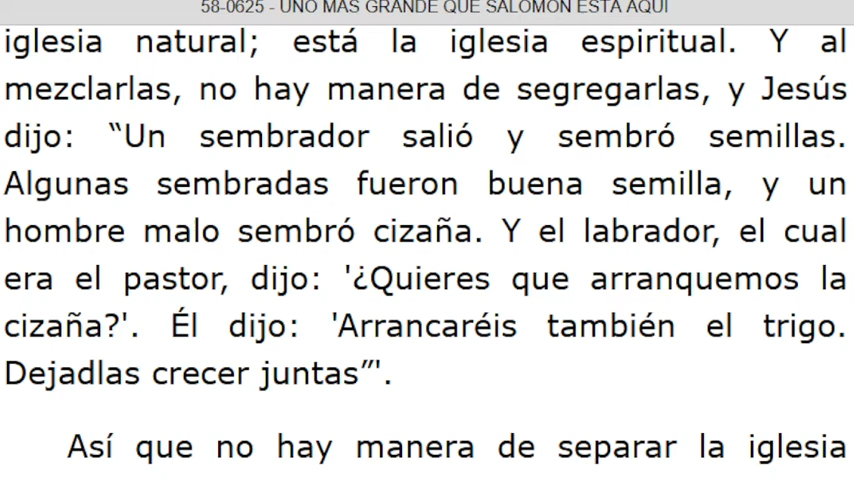 58-0625 - UNO MAS GRANDE QUE SALOMON ESTA AQUI
iglesia natural; está la iglesia espiritual. Y al
mezclarlas, no hay manera de segregarlas, y Jesús
dijo: “Un sembrador salió y sembró semillas.
Algunas sembradas fueron buena semilla, y un
hombre malo sembró cizaña. Y el labrador, el cual
era el pastor, dijo: '¿Quieres que arranquemos la
cizaña?'. Él dijo: 'Arrancaréis también el trigo.
Dejadlas crecer juntas”'.
Así que no hay manera de separar la iglesia